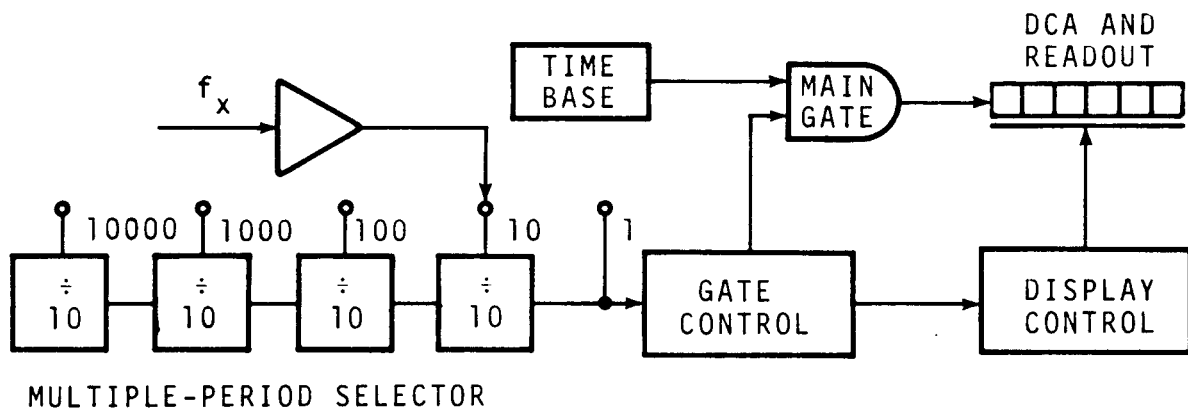 DCA AND
READOUT
TIME
BASE
MAIN
GATE
fx
10000
1000
100
10
1
÷
10
÷
10
÷
10
÷
10
GATE
CONTROL
DISPLAY
CONTROL
MULTIPLE-PERIOD SELECTOR